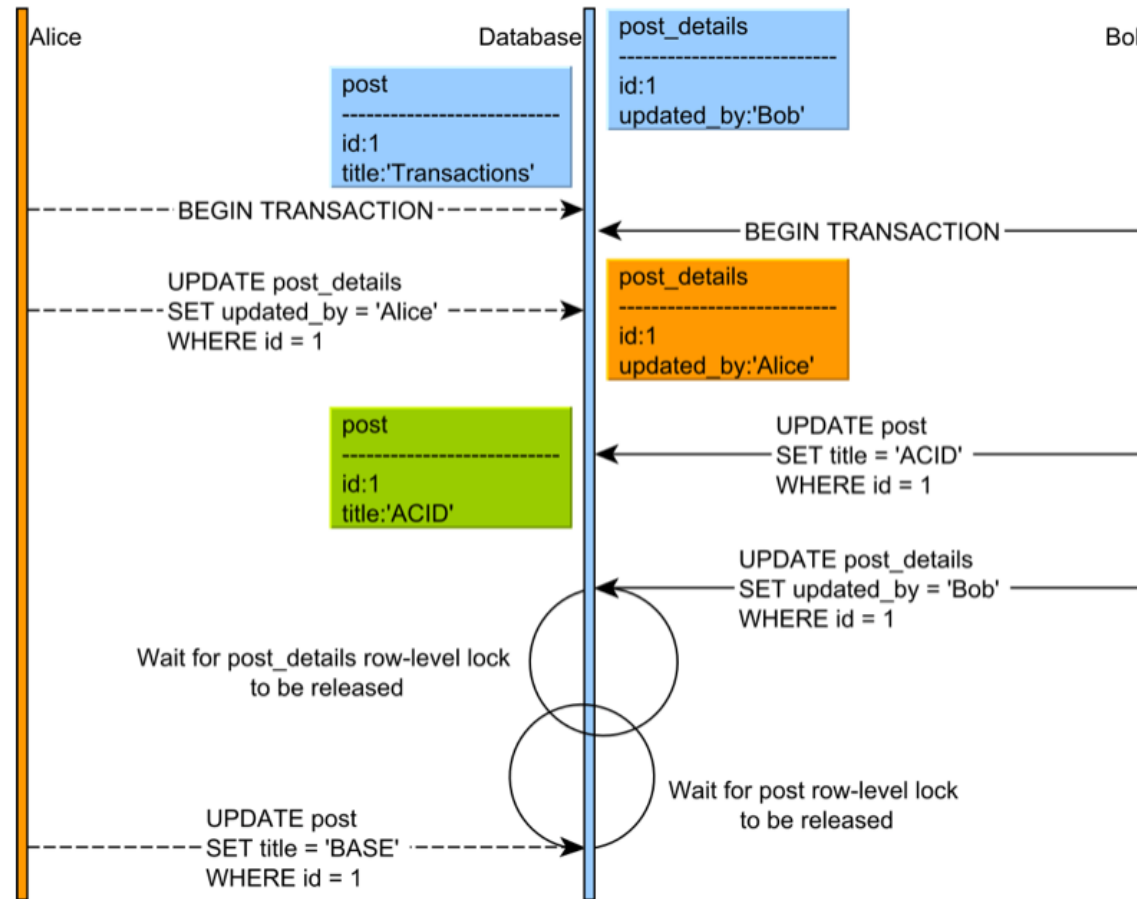 Alice
Database
post_details
---------------------------
id:1
updated_by:'Bob'
Bob
post
---------------------------
id:1
title:'Transactions'
BEGIN TRANSACTION
BEGIN TRANSACTION
UPDATE post_details
SET updated_by = 'Alice'
WHERE id = 1
post_details
---------------------------
id:1
updated_by:'Alice'
post
---------------------------
id:1
title:'ACID'
UPDATE post
SET title = 'ACID'
WHERE id = 1
UPDATE post_details
SET updated_by = 'Bob'
WHERE id = 1
Wait for post_details row-level lock
to be released
Wait for post row-level lock
to be released
UPDATE post
SET title = 'BASE'
WHERE id = 1